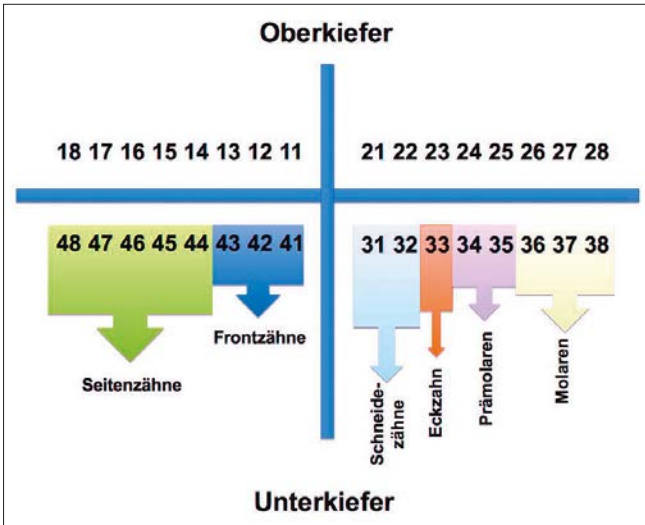 Oberkiefer
18 17 16 15 14 13 12 11
21 22 23 24 25 26 27 28
48 47 46 45 44 43 42 41
31 32 33 34 35 36 37 38
Frontzähne
Seitenzähne
Schneide-
zähne
Eckzahn
Prämolaren
Molaren
Unterkiefer